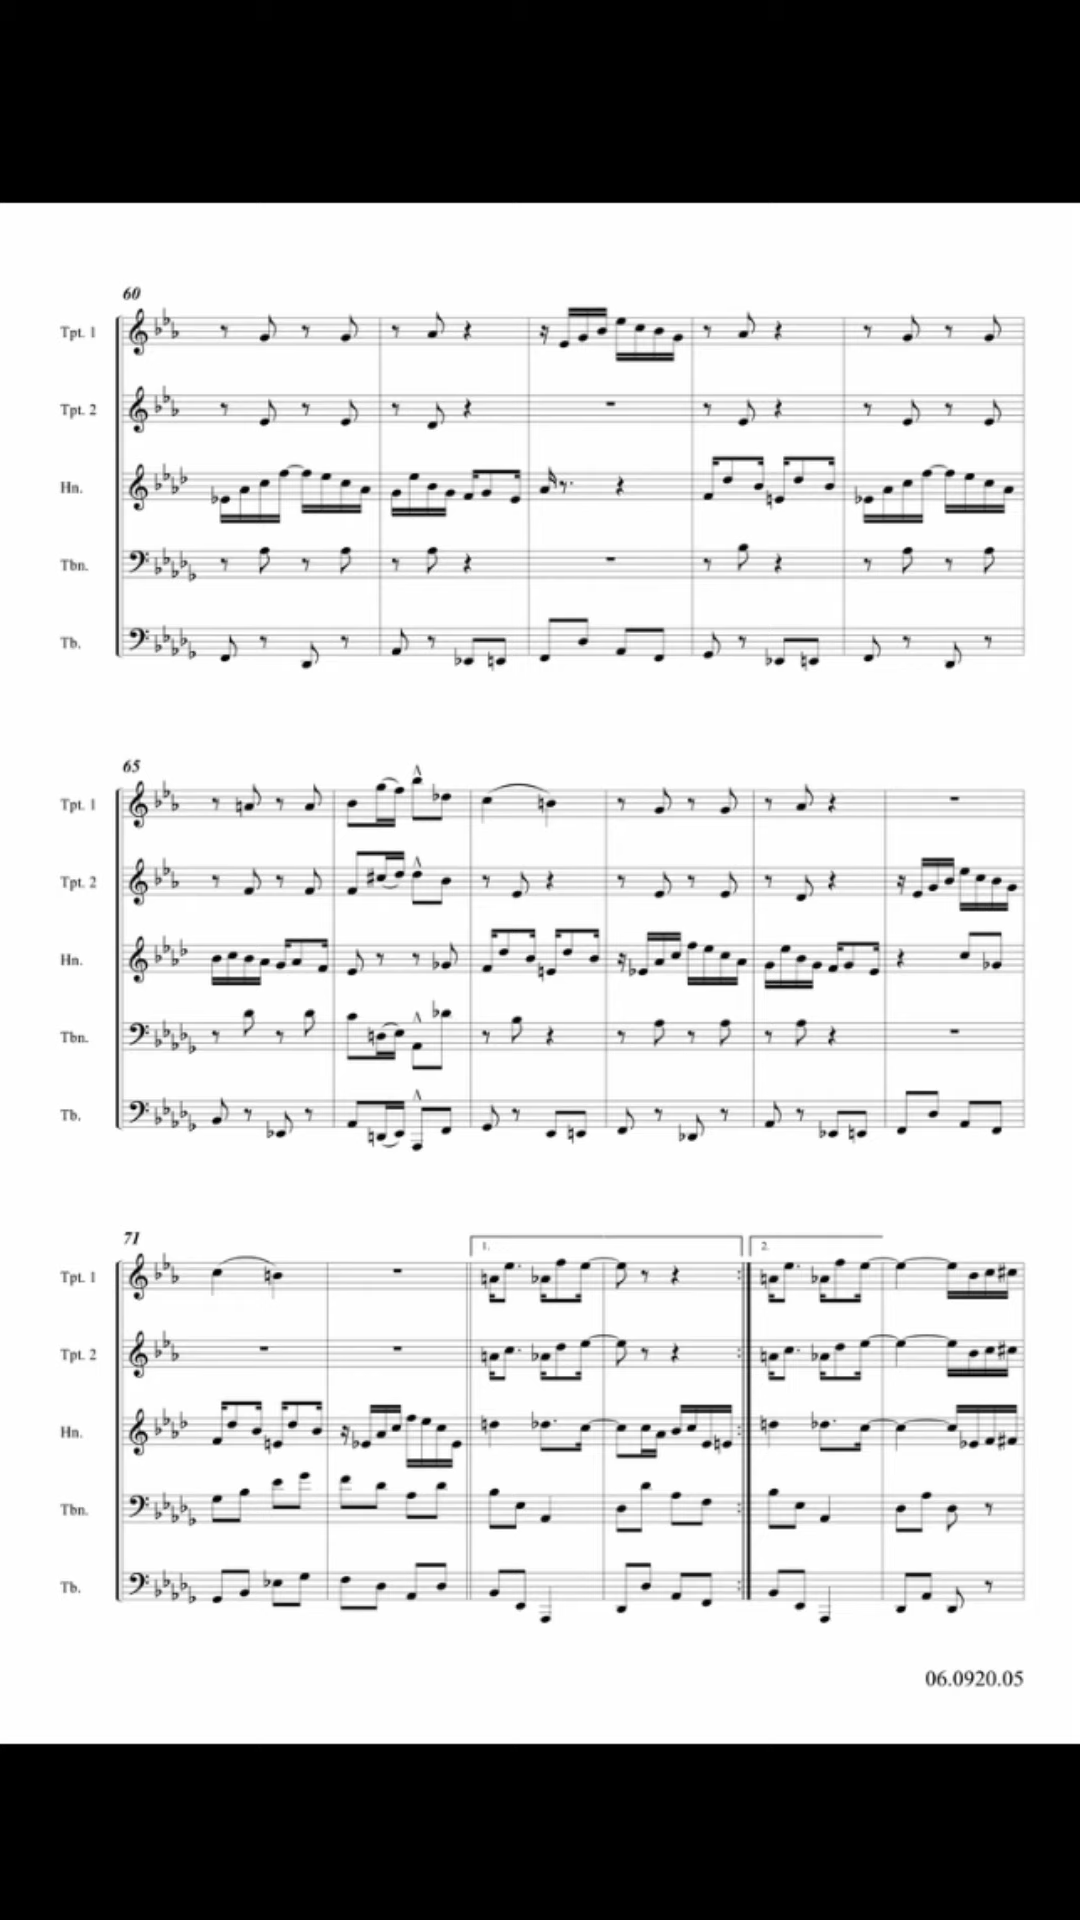 60
Tpt. 1
Tpt. 2
Hn.
Tbn.
Tb.
65
Tpt. 1
Tpt. 2
Hn.
Tbn.
Tb.
71
1.
2.
Tpt. 1
Tpt. 2
Hn.
Tbn.
Tb.
06.0920.05